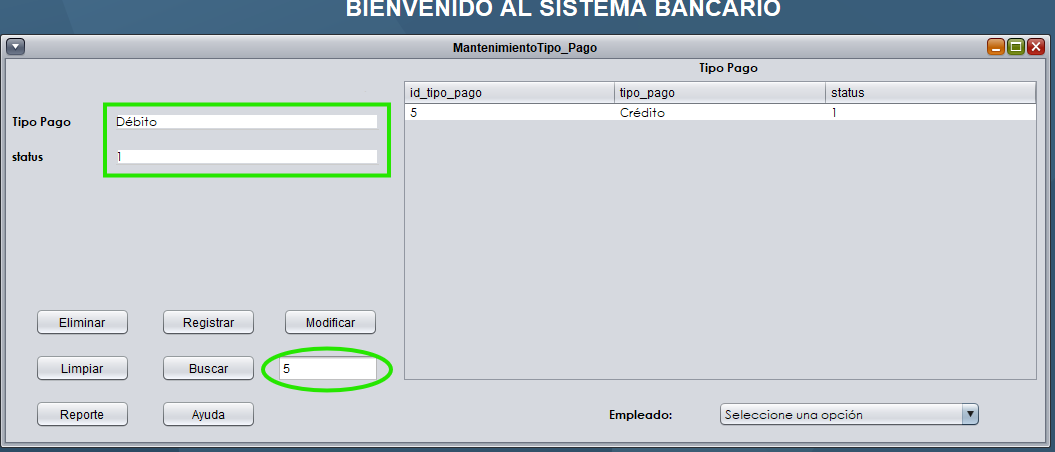 BIENVENIDO AL SISTEMA BANCARIO
MantenimientoTipo_Pago
Tipo Pago
id_tipo_pago tipo_pago status
5 Crédito 1
Tipo Pago Débito
status 1
Eliminar Registrar Modificar
Limpiar Buscar 5
Reporte Ayuda
Empleado: Seleccione una opción